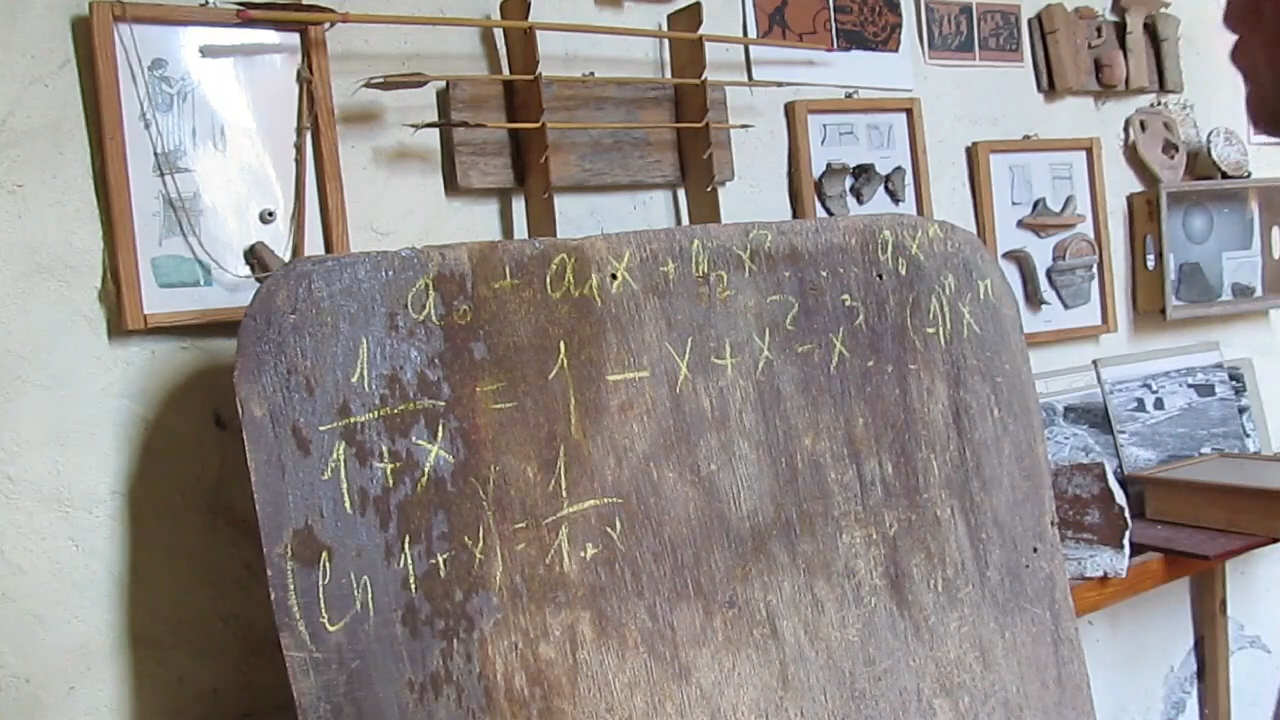 a₀ + a₁x + a₂x² ..... aₙxⁿ
1/(1+x) = 1 - x + x² - x³ .. (-1)ⁿxⁿ
(ln 1+x)' = 1/(1+x)